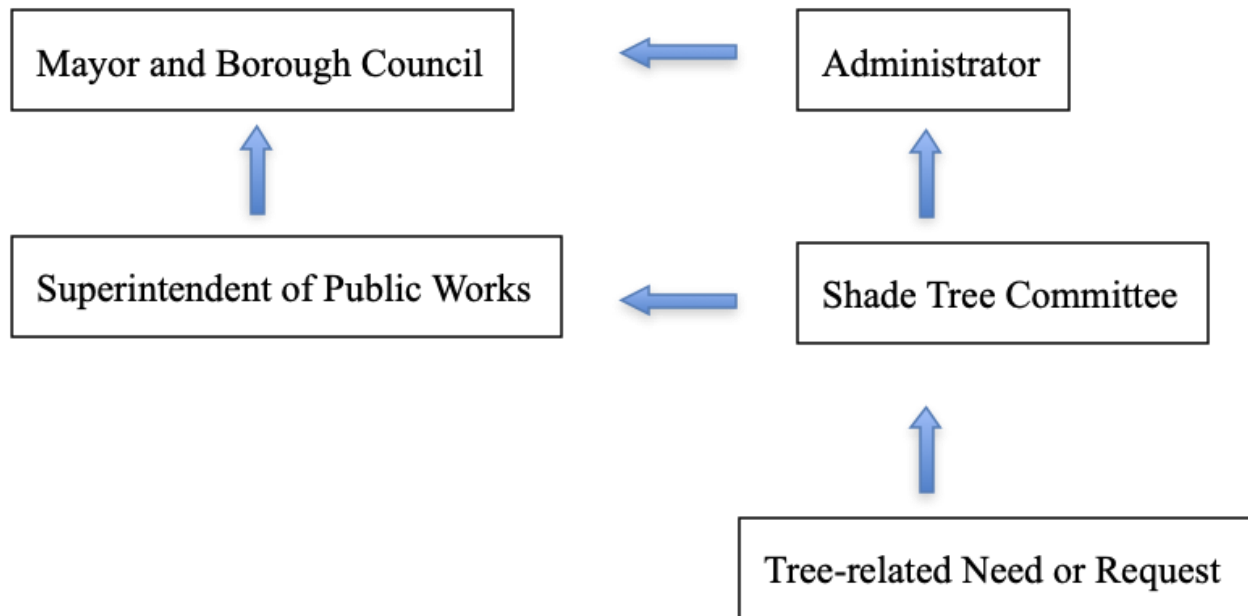 Mayor and Borough Council
Administrator
Superintendent of Public Works
Shade Tree Committee
Tree-related Need or Request